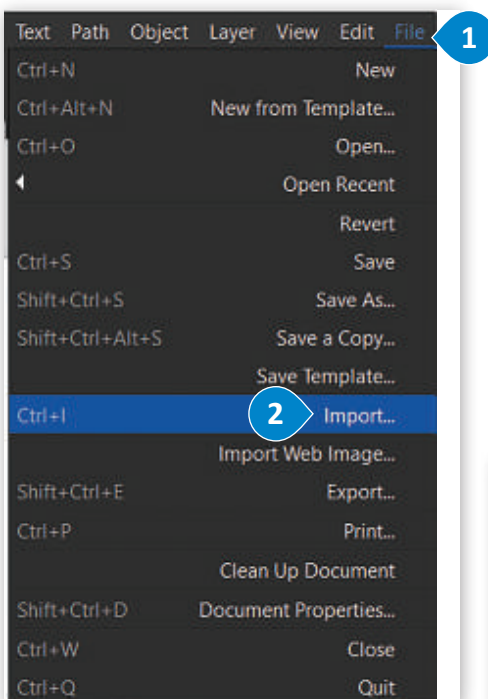 Text Path Object Layer View Edit File 1
Ctrl+N New
Ctrl+Alt+N New from Template...
Ctrl+O Open...
Open Recent
Revert
Ctrl+S Save
Shift+Ctrl+S Save As...
Shift+Ctrl+Alt+S Save a Copy...
Save Template...
Ctrl+I 2 Import...
Import Web Image...
Shift+Ctrl+E Export...
Ctrl+P Print...
Clean Up Document
Shift+Ctrl+D Document Properties...
Ctrl+W Close
Ctrl+Q Quit